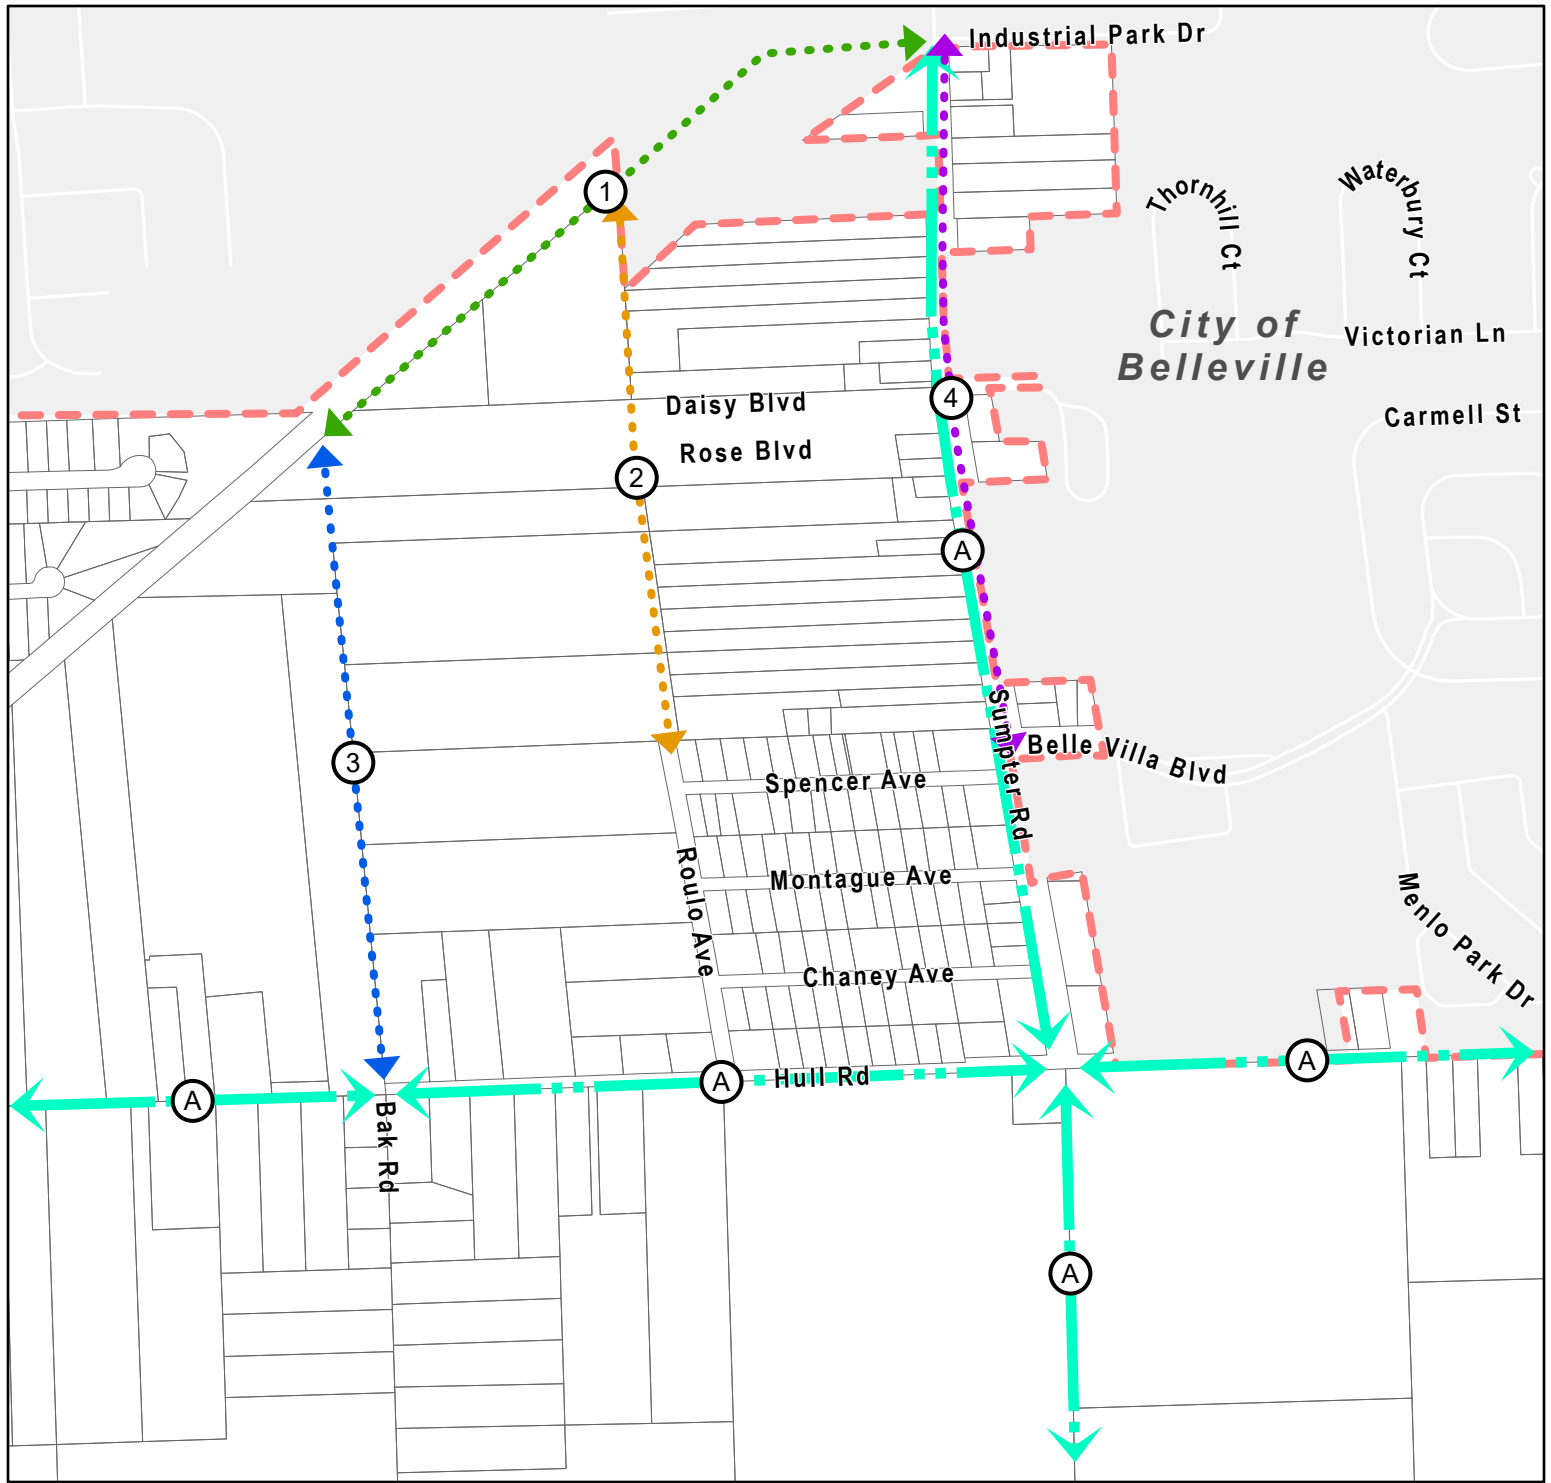 Industrial Park Dr
1
Thornhill Ct
Waterbury Ct
City of
Belleville
Victorian Ln
Daisy Blvd
4
Carmell St
Rose Blvd
2
A
Sumpter Rd
Belle Villa Blvd
3
Spencer Ave
Roulo Ave
Montague Ave
Menlo Park Dr
Chaney Ave
A
A
Hull Rd
A
Bak Rd
A